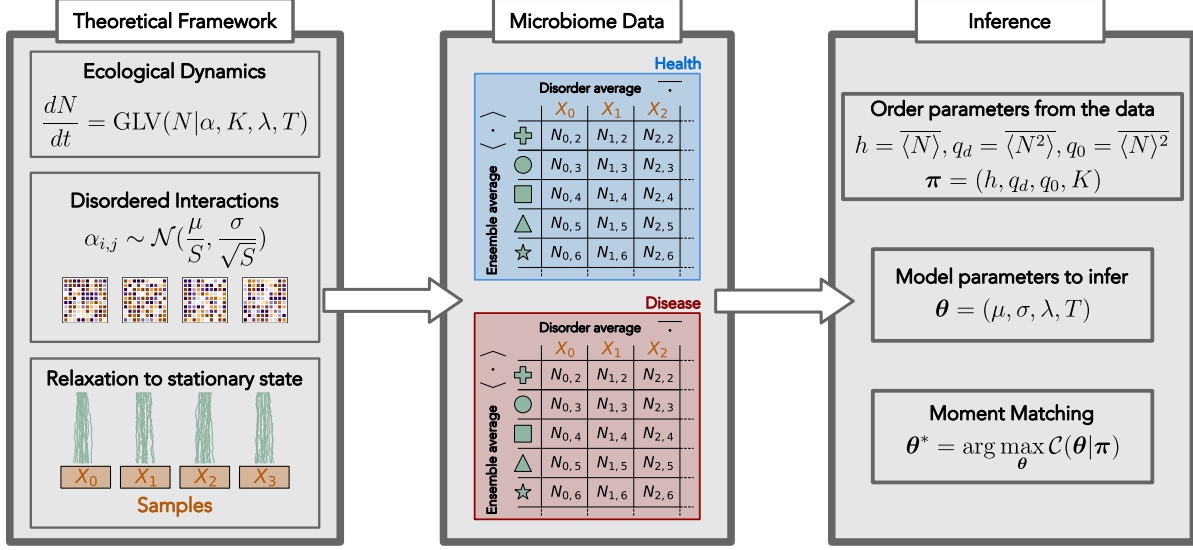 Theoretical Framework
Ecological Dynamics
dN/dt = GLV(N|α, K, λ, T)
Disordered Interactions
α_{i,j} ∼ 𝒩(μ/S, σ/√S)
Relaxation to stationary state
X_0 X_1 X_2 X_3
Samples
Microbiome Data
Health
Disorder average \overline{·}
⟨ · ⟩
Ensemble average
X_0 X_1 X_2
N_{0,2} N_{1,2} N_{2,2}
N_{0,3} N_{1,3} N_{2,3}
N_{0,4} N_{1,4} N_{2,4}
N_{0,5} N_{1,5} N_{2,5}
N_{0,6} N_{1,6} N_{2,6}
Disease
Disorder average \overline{·}
⟨ · ⟩
Ensemble average
X_0 X_1 X_2
N_{0,2} N_{1,2} N_{2,2}
N_{0,3} N_{1,3} N_{2,3}
N_{0,4} N_{1,4} N_{2,4}
N_{0,5} N_{1,5} N_{2,5}
N_{0,6} N_{1,6} N_{2,6}
Inference
Order parameters from the data
h = \overline{⟨N⟩}, q_d = \overline{⟨N²⟩}, q_0 = \overline{⟨N⟩²}
π = (h, q_d, q_0, K)
Model parameters to infer
θ = (μ, σ, λ, T)
Moment Matching
θ* = arg max_θ 𝒞(θ|π)